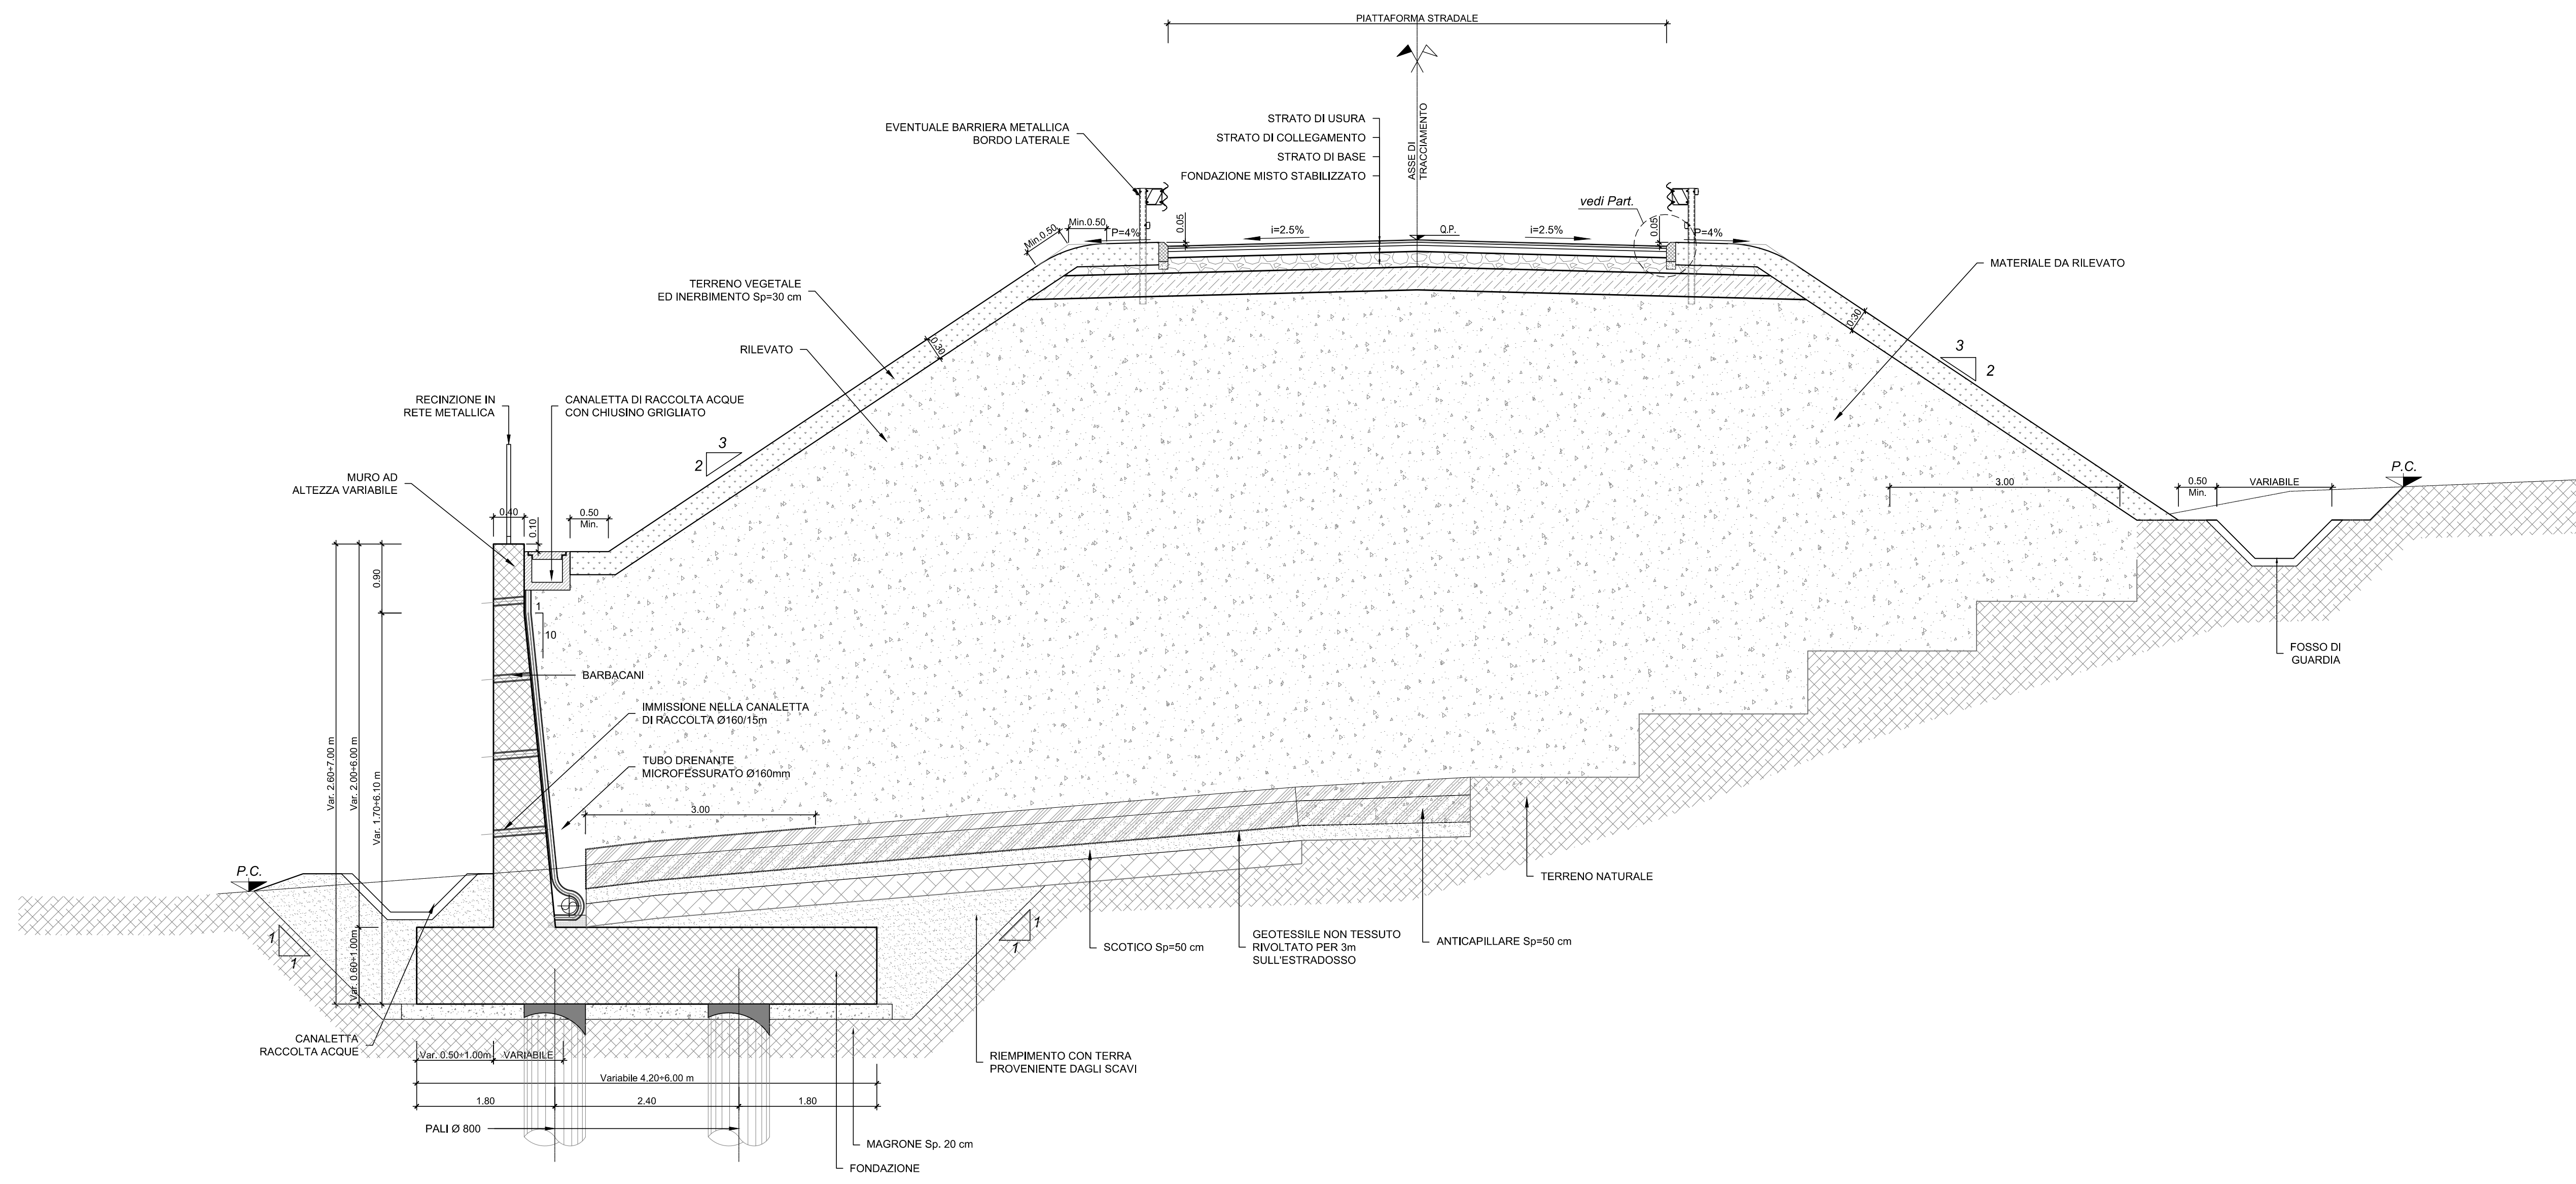 PIATTAFORMA STRADALE
ASSE DI
TRACCIAMENTO
EVENTUALE BARRIERA METALLICA
BORDO LATERALE
STRATO DI USURA
STRATO DI COLLEGAMENTO
STRATO DI BASE
FONDAZIONE MISTO STABILIZZATO
vedi Part.
Min.0.50
Min.0.50
P=4%
0.05
i=2.5%
Q.P.
i=2.5%
0.05
P=4%
MATERIALE DA RILEVATO
TERRENO VEGETALE
ED INERBIMENTO Sp=30 cm
RILEVATO
0.30
0.30
3
2
RECINZIONE IN
RETE METALLICA
CANALETTA DI RACCOLTA ACQUE
CON CHIUSINO GRIGLIATO
3
2
MURO AD
ALTEZZA VARIABILE
0.40
0.10
0.50
Min.
3.00
0.50
Min.
VARIABILE
P.C.
0.90
1
10
FOSSO DI
GUARDIA
BARBACANI
IMMISSIONE NELLA CANALETTA
DI RACCOLTA Ø160/15m
TUBO DRENANTE
MICROFESSURATO Ø160mm
3.00
Var. 2.60÷7.00 m
Var. 2.00÷6.00 m
Var. 1.70÷6.10 m
Var. 0.60÷1.00m
P.C.
TERRENO NATURALE
1
1
1
1
SCOTICO Sp=50 cm
GEOTESSILE NON TESSUTO
RIVOLTATO PER 3m
SULL'ESTRADOSSO
ANTICAPILLARE Sp=50 cm
CANALETTA
RACCOLTA ACQUE
Var. 0.50÷1.00m
VARIABILE
RIEMPIMENTO CON TERRA
PROVENIENTE DAGLI SCAVI
Variabile 4.20÷6.00 m
1.80
2.40
1.80
PALI Ø 800
MAGRONE Sp. 20 cm
FONDAZIONE